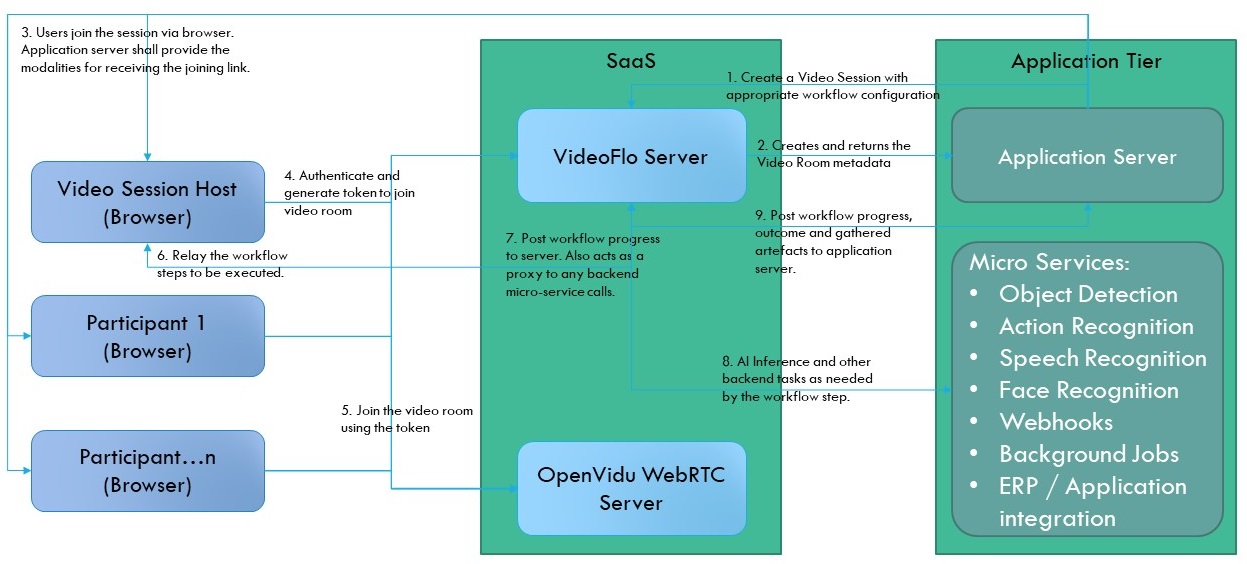 3. Users join the session via browser.
Application server shall provide the
modalities for receiving the joining link.
SaaS
Application Tier
1. Create a Video Session with
appropriate workflow configuration
VideoFlo Server
2. Creates and returns the
Video Room metadata
Application Server
Video Session Host
(Browser)
4. Authenticate and
generate token to join
video room
6. Relay the workflow
steps to be executed.
7. Post workflow progress
to server. Also acts as a
proxy to any backend
micro-service calls.
9. Post workflow progress,
outcome and gathered
artefacts to application
server.
Micro Services:
• Object Detection
• Action Recognition
• Speech Recognition
• Face Recognition
• Webhooks
• Background Jobs
• ERP / Application
integration
Participant 1
(Browser)
8. AI Inference and other
backend tasks as needed
by the workflow step.
5. Join the video room
using the token
Participant...n
(Browser)
OpenVidu WebRTC
Server